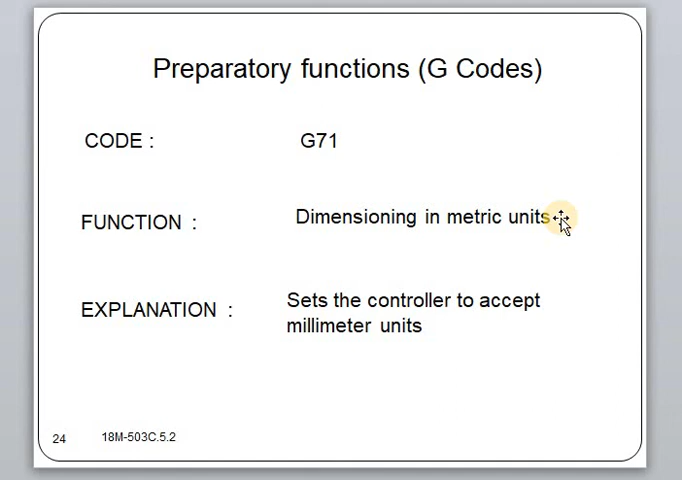 Preparatory functions (G Codes)
CODE : G71
FUNCTION : Dimensioning in metric units
EXPLANATION : Sets the controller to accept
millimeter units
24 18M-503C.5.2